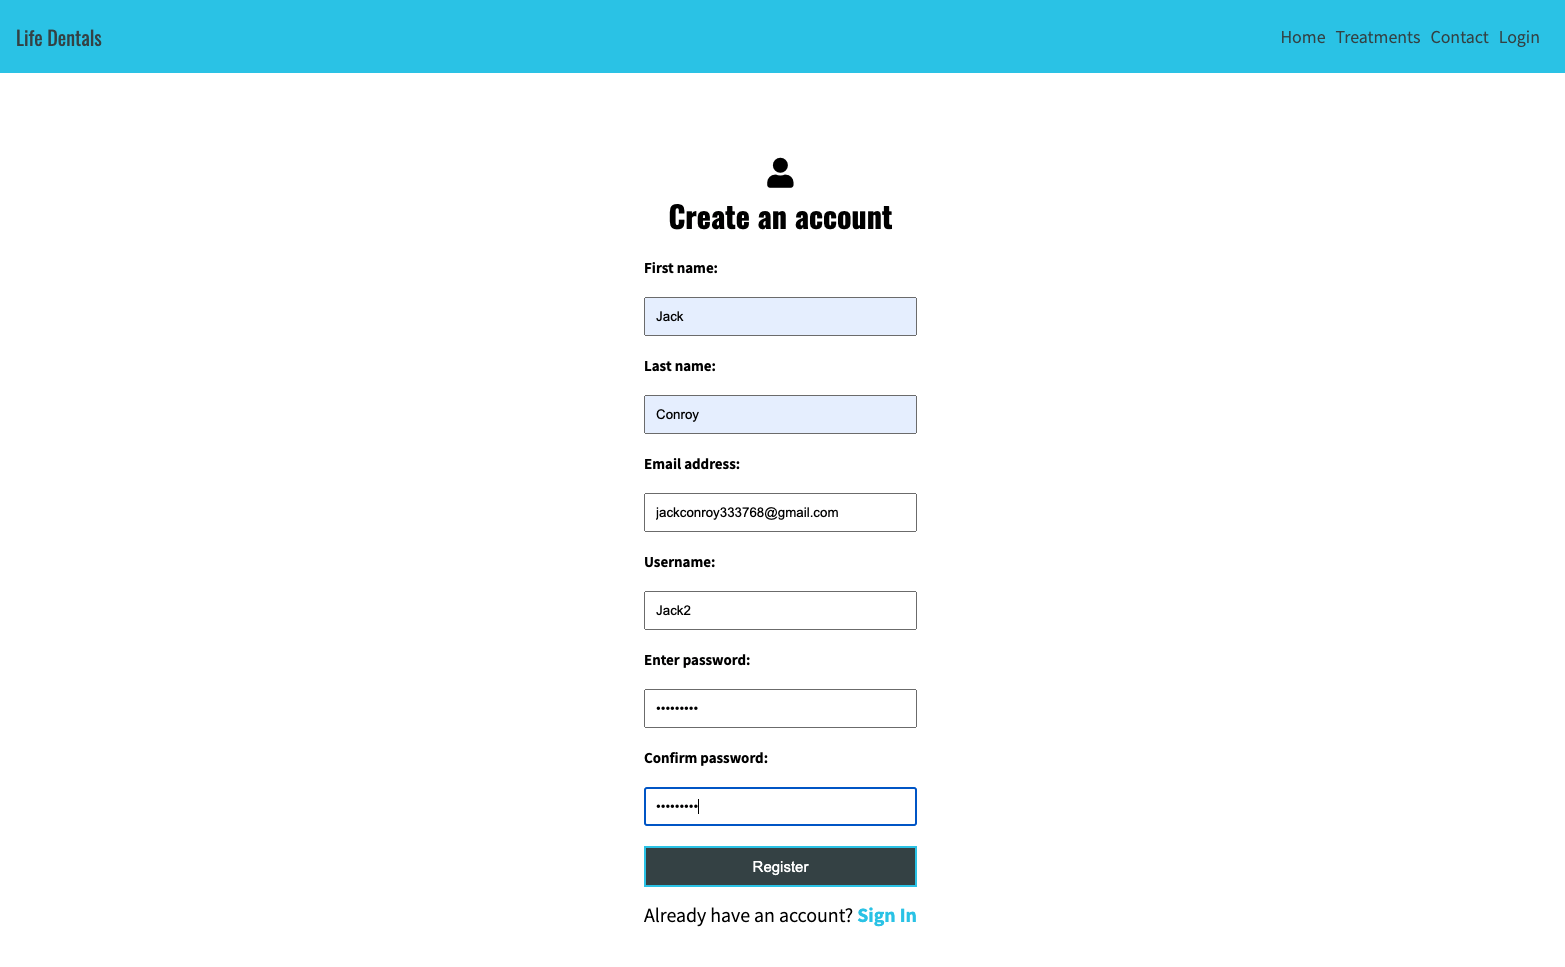 Life Dentals
Home Treatments Contact Login
Create an account
First name:
Jack
Last name:
Conroy
Email address:
jackconroy333768@gmail.com
Username:
Jack2
Enter password:
•••••••••
Confirm password:
•••••••••
Register
Already have an account? Sign In